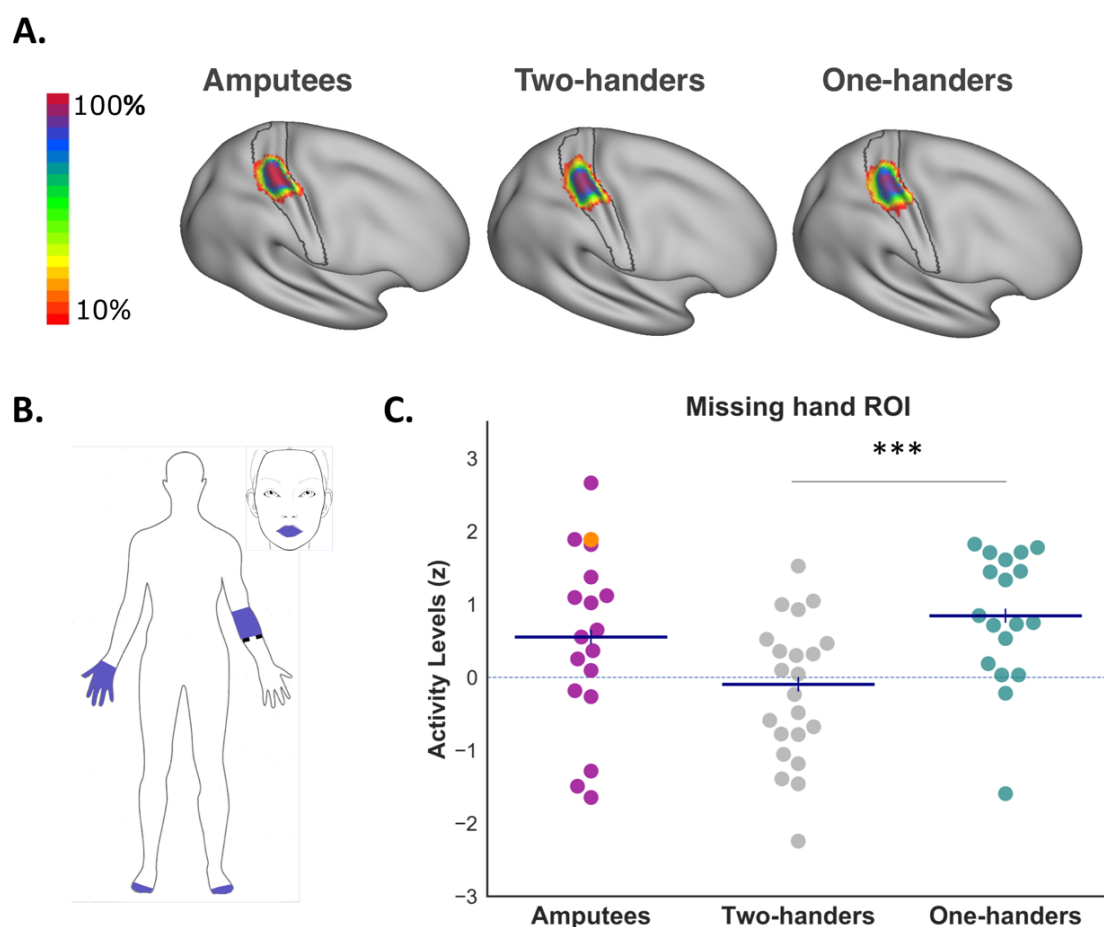 A.
Amputees Two-handers One-handers
100%
10%
B.
C.
Missing hand ROI
***
Activity Levels (z)
3
2
1
0
−1
−2
−3
Amputees Two-handers One-handers